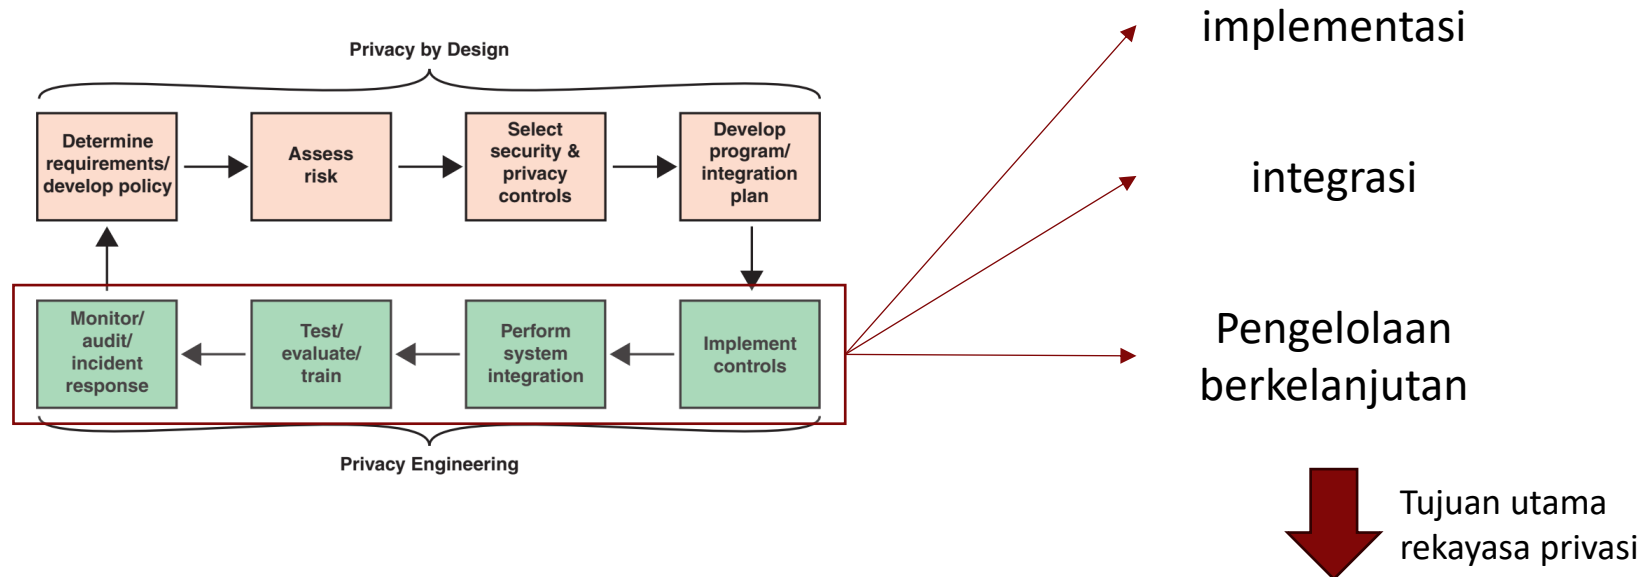 Privacy by Design
Determine
requirements/
develop policy
Assess
risk
Select
security &
privacy
controls
Develop
program/
integration
plan
Monitor/
audit/
incident
response
Test/
evaluate/
train
Perform
system
integration
Implement
controls
Privacy Engineering
implementasi
integrasi
Pengelolaan
berkelanjutan
Tujuan utama
rekayasa privasi